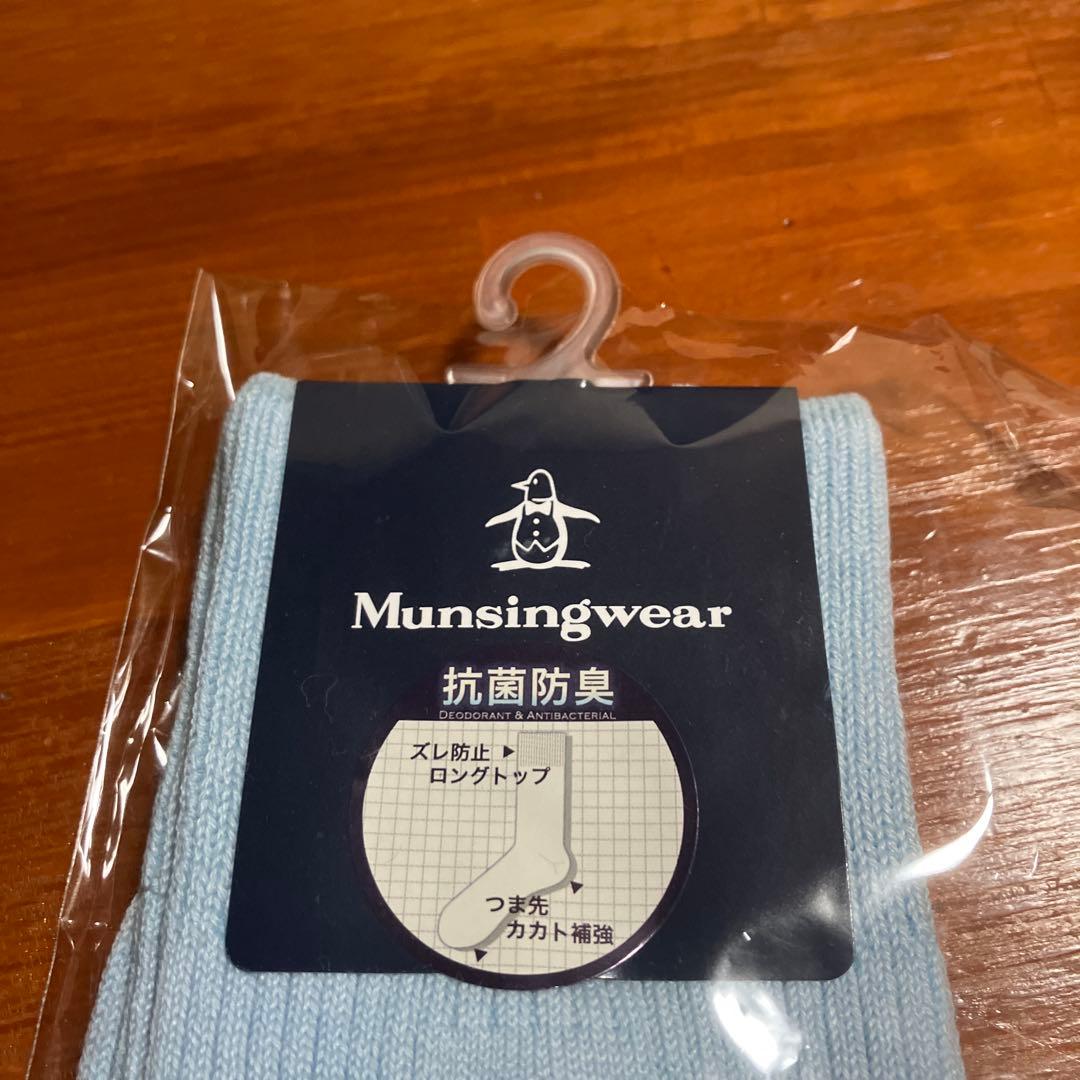 Munsingwear
抗菌防臭
DEODORANT & ANTIBACTERIAL
ズレ防止
ロングトップ
つま先
カカト補強